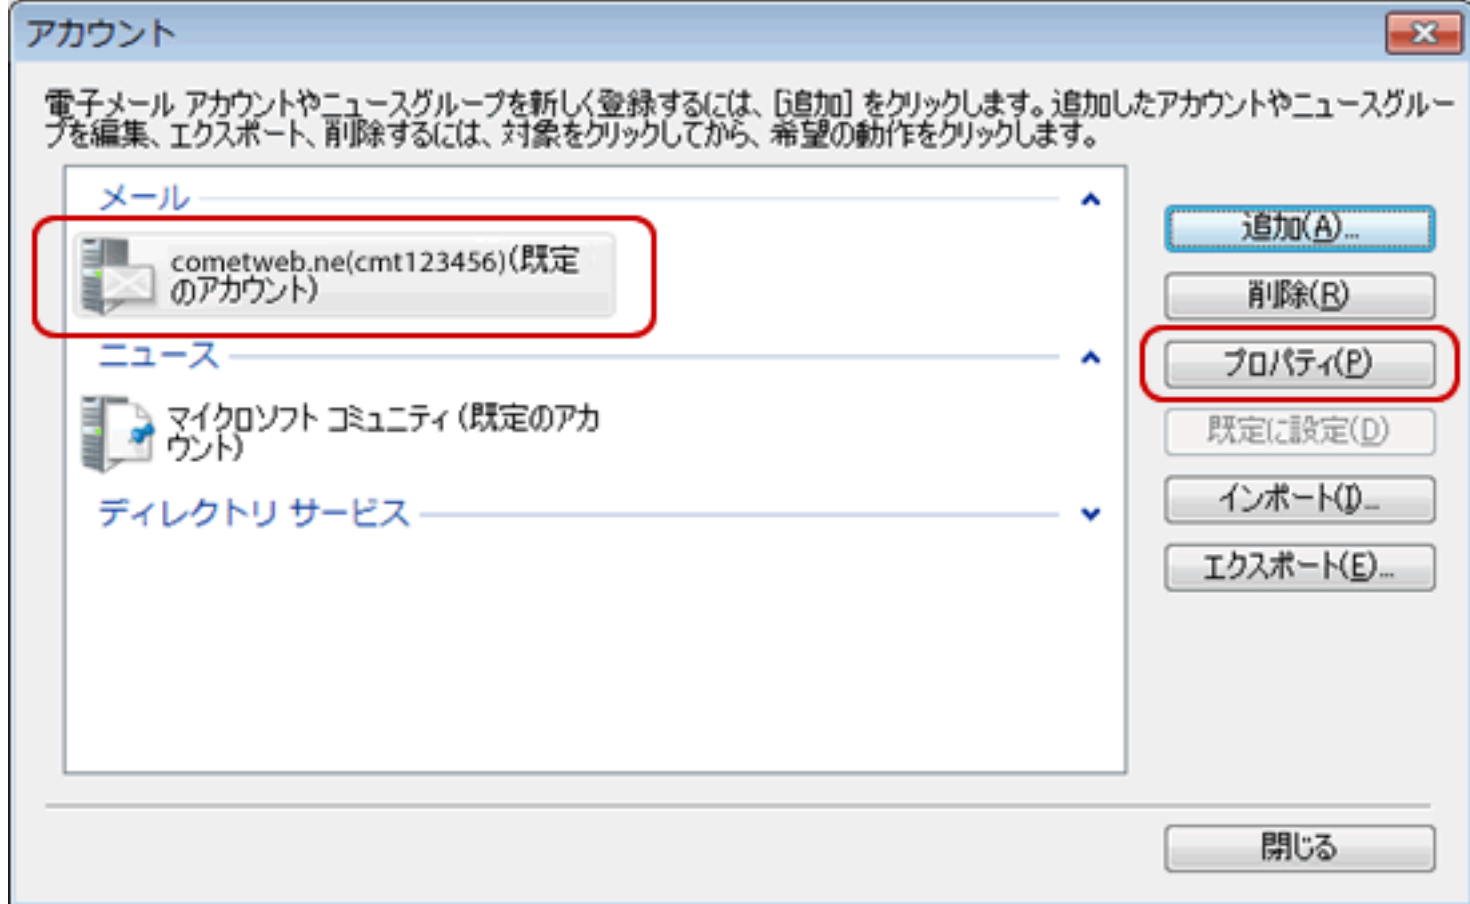 アカウント
電子メール アカウントやニュースグループを新しく登録するには、[追加] をクリックします。追加したアカウントやニュースグルー
プを編集、エクスポート、削除するには、対象をクリックしてから、希望の動作をクリックします。
メール
cometweb.ne(cmt123456)(既定
のアカウント)
ニュース
マイクロソフト コミュニティ (既定のアカ
ウント)
ディレクトリ サービス
追加(A)...
削除(R)
プロパティ(P)
既定に設定(D)
インポート(I)...
エクスポート(E)...
閉じる